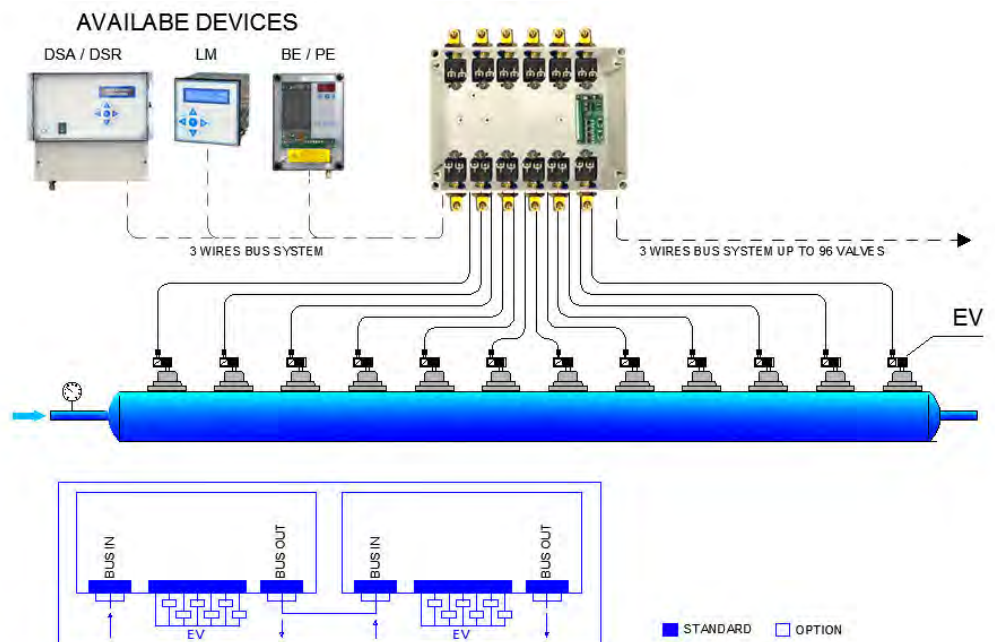 AVAILABE DEVICES
DSA / DSR
LM
BE / PE
3 WIRES BUS SYSTEM
3 WIRES BUS SYSTEM UP TO 96 VALVES
EV
BUS IN
BUS OUT
BUS IN
BUS OUT
EV
EV
STANDARD
OPTION